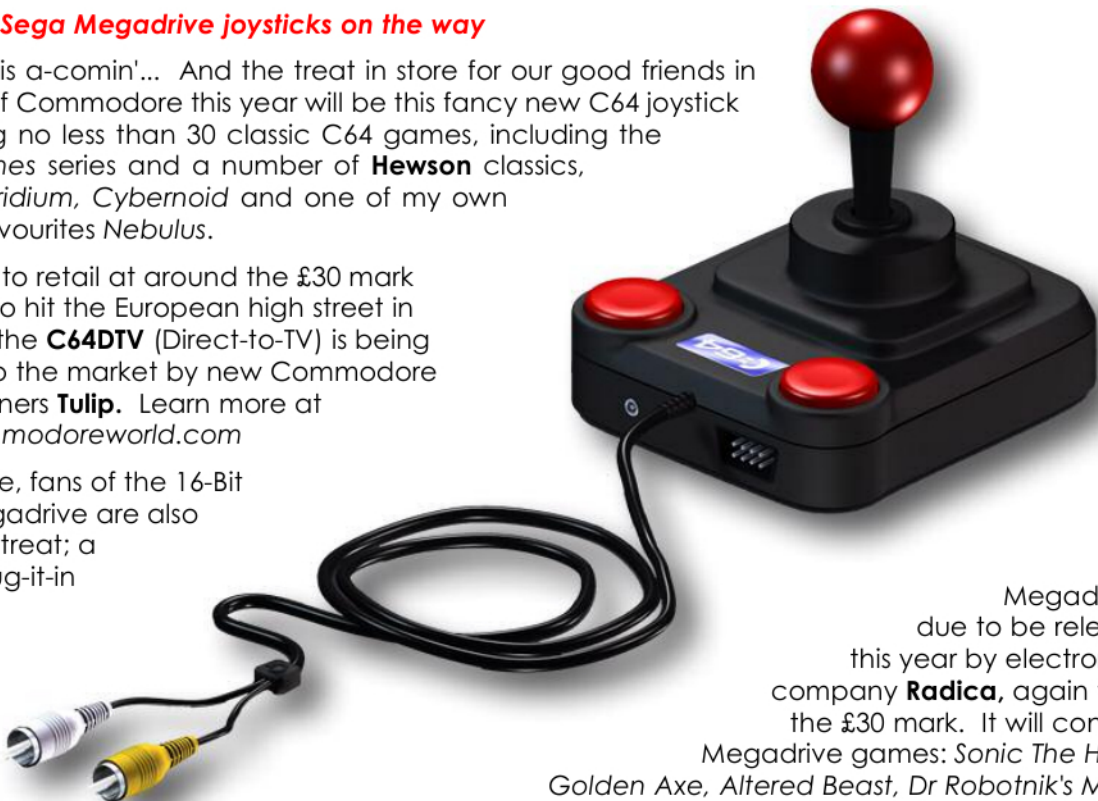 Sega Megadrive joysticks on the way
is a-comin'... And the treat in store for our good friends in
f Commodore this year will be this fancy new C64 joystick
g no less than 30 classic C64 games, including the
mes series and a number of Hewson classics,
ridium, Cybernoid and one of my own
vourites Nebulus.
to retail at around the £30 mark
o hit the European high street in
the C64DTV (Direct-to-TV) is being
o the market by new Commodore
ners Tulip. Learn more at
modoreworld.com
e, fans of the 16-Bit
gadrive are also
treat; a
ug-it-in
C64
Megad
due to be rele
this year by electro
company Radica, again
the £30 mark. It will con
Megadrive games: Sonic The H
Golden Axe, Altered Beast, Dr Robotnik's M